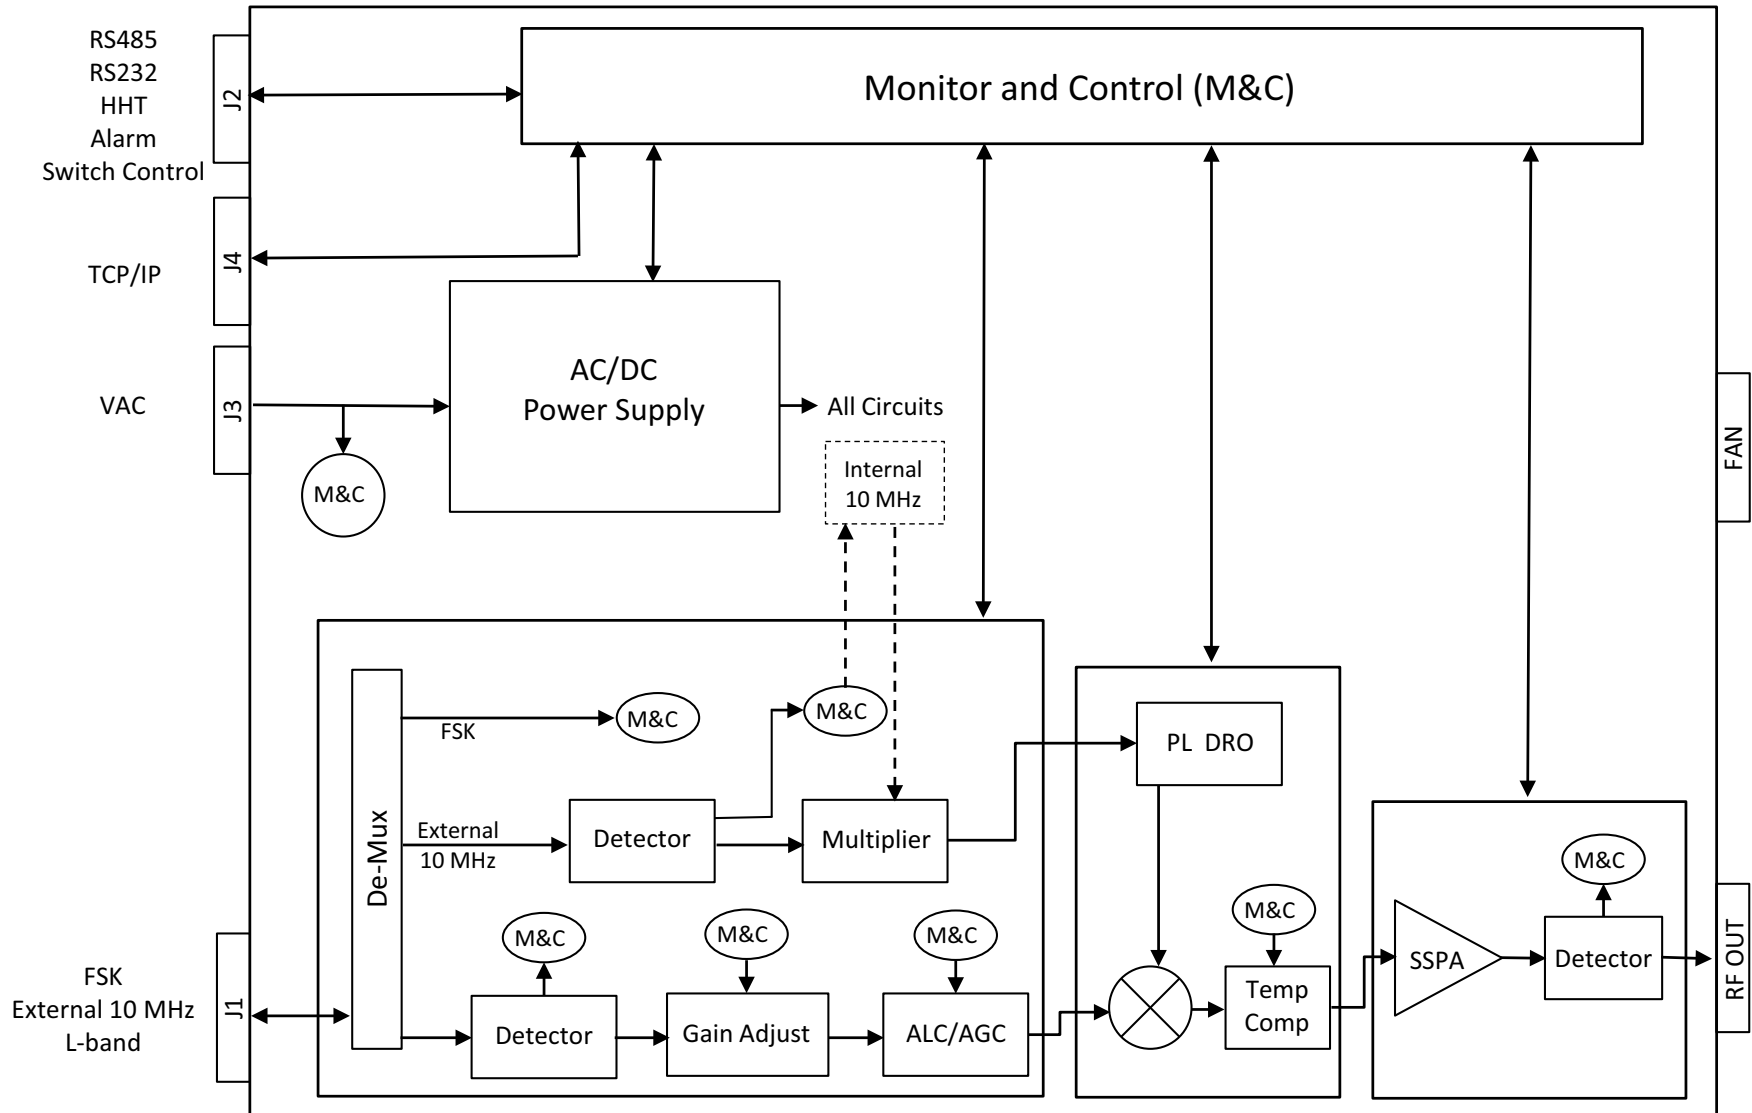 RS485
RS232
HHT
Alarm
Switch Control
J2
Monitor and Control (M&C)
TCP/IP
J4
VAC
J3
M&C
AC/DC
Power Supply
All Circuits
Internal
10 MHz
FAN
De-Mux
FSK
M&C
M&C
External
10 MHz
Detector
Multiplier
PL DRO
M&C
M&C
M&C
Detector
Gain Adjust
ALC/AGC
M&C
Temp
Comp
M&C
SSPA
Detector
RF OUT
FSK
External 10 MHz
L-band
J1